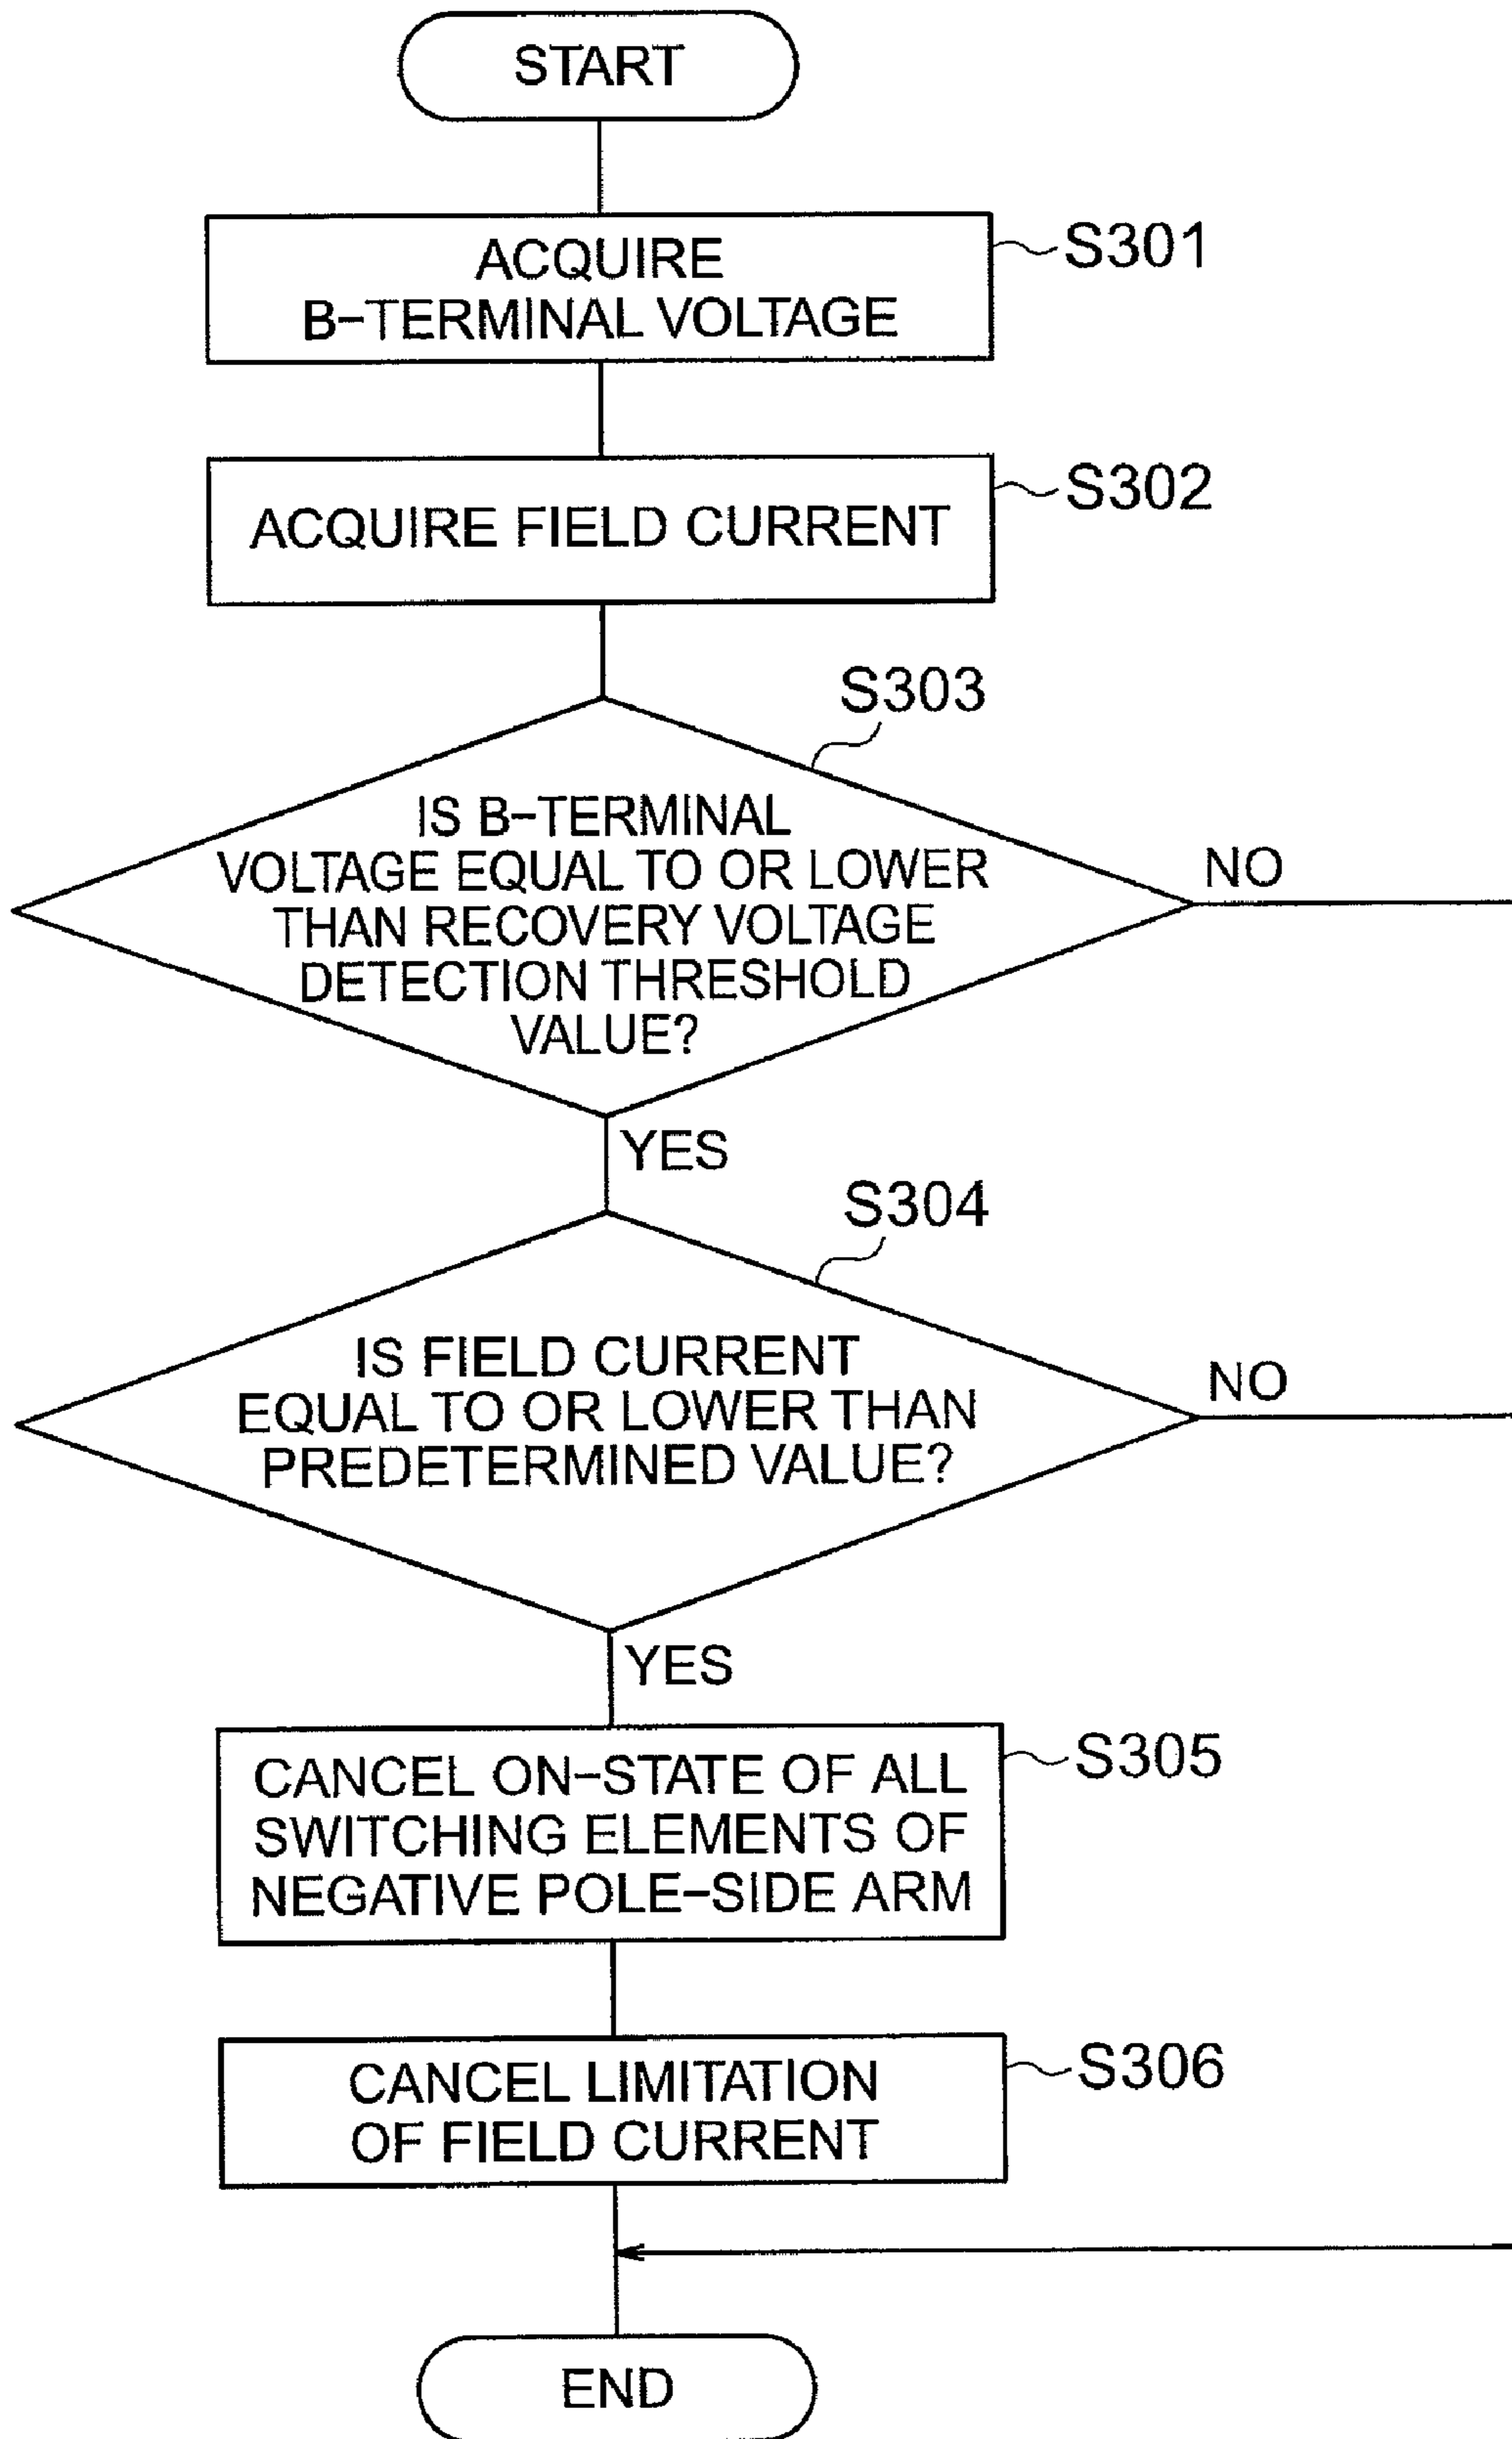 START
ACQUIRE
B-TERMINAL VOLTAGE
S301
ACQUIRE FIELD CURRENT
S302
S303
IS B-TERMINAL
VOLTAGE EQUAL TO OR LOWER
THAN RECOVERY VOLTAGE
DETECTION THRESHOLD
VALUE?
NO
YES
S304
IS FIELD CURRENT
EQUAL TO OR LOWER THAN
PREDETERMINED VALUE?
NO
YES
CANCEL ON-STATE OF ALL
SWITCHING ELEMENTS OF
NEGATIVE POLE-SIDE ARM
S305
CANCEL LIMITATION
OF FIELD CURRENT
S306
END